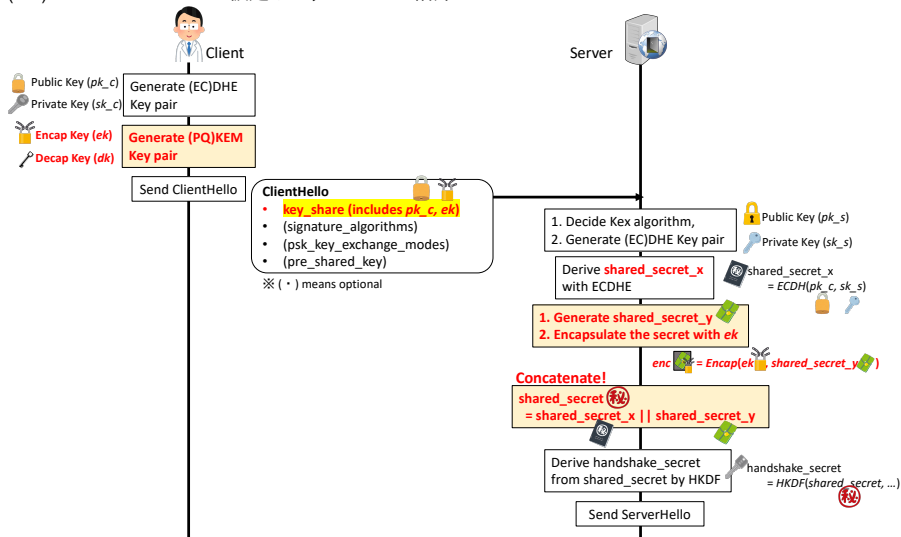 Client
Server
Public Key (pk_c)
Private Key (sk_c)
Generate (EC)DHE
Key pair
Encap Key (ek)
Decap Key (dk)
Generate (PQ)KEM
Key pair
Send ClientHello
ClientHello
• key_share (includes pk_c, ek)
• (signature_algorithms)
• (psk_key_exchange_modes)
• (pre_shared_key)
※ (・) means optional
1. Decide Kex algorithm,
2. Generate (EC)DHE Key pair
Public Key (pk_s)
Private Key (sk_s)
Derive shared_secret_x
with ECDHE
秘
shared_secret_x
= ECDH(pk_c, sk_s)
1. Generate shared_secret_y
2. Encapsulate the secret with ek
enc = Encap(ek, shared_secret_y)
Concatenate!
shared_secret 秘
= shared_secret_x || shared_secret_y
秘
Derive handshake_secret
from shared_secret by HKDF
handshake_secret
= HKDF(shared_secret, …)
秘
Send ServerHello